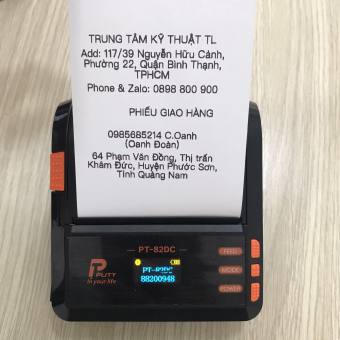 TRUNG TÂM KỸ THUẬT TL
Add: 117/39 Nguyễn Hữu Cảnh,
Phường 22, Quận Bình Thạnh,
TPHCM
Phone & Zalo: 0898 800 900
PHIẾU GIAO HÀNG
0985685214 C.Oanh
(Oanh Đoàn)
64 Phạm Văn Đồng, Thị trấn
Khâm Đức, Huyện Phước Sơn,
Tỉnh Quảng Nam
PT-82DC
PUTY
In your life
PT-82DC
88200948
FEED
MODE
POWER